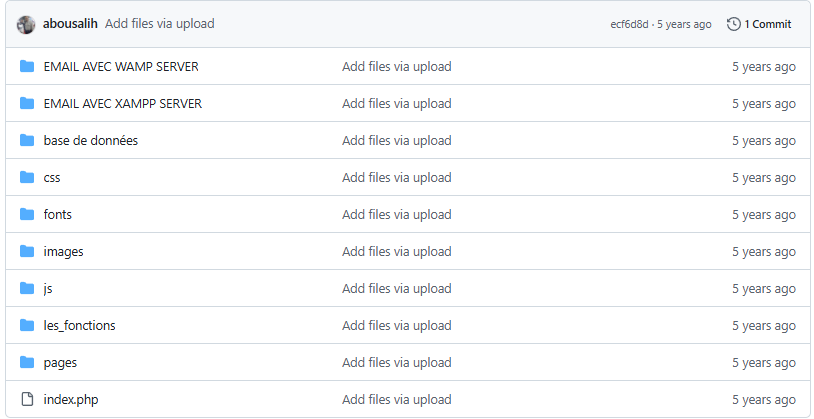 abousalih Add files via upload ecf6d8d · 5 years ago 1 Commit
EMAIL AVEC WAMP SERVER Add files via upload 5 years ago
EMAIL AVEC XAMPP SERVER Add files via upload 5 years ago
base de données Add files via upload 5 years ago
css Add files via upload 5 years ago
fonts Add files via upload 5 years ago
images Add files via upload 5 years ago
js Add files via upload 5 years ago
les_fonctions Add files via upload 5 years ago
pages Add files via upload 5 years ago
index.php Add files via upload 5 years ago